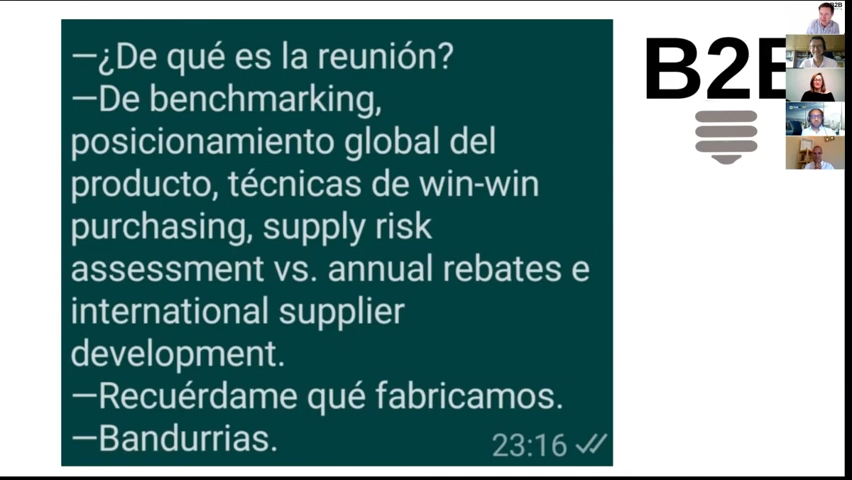 —¿De qué es la reunión?
—De benchmarking,
posicionamiento global del
producto, técnicas de win-win
purchasing, supply risk
assessment vs. annual rebates e
international supplier
development.
—Recuérdame qué fabricamos.
—Bandurrias.
23:16
B2B
B2B